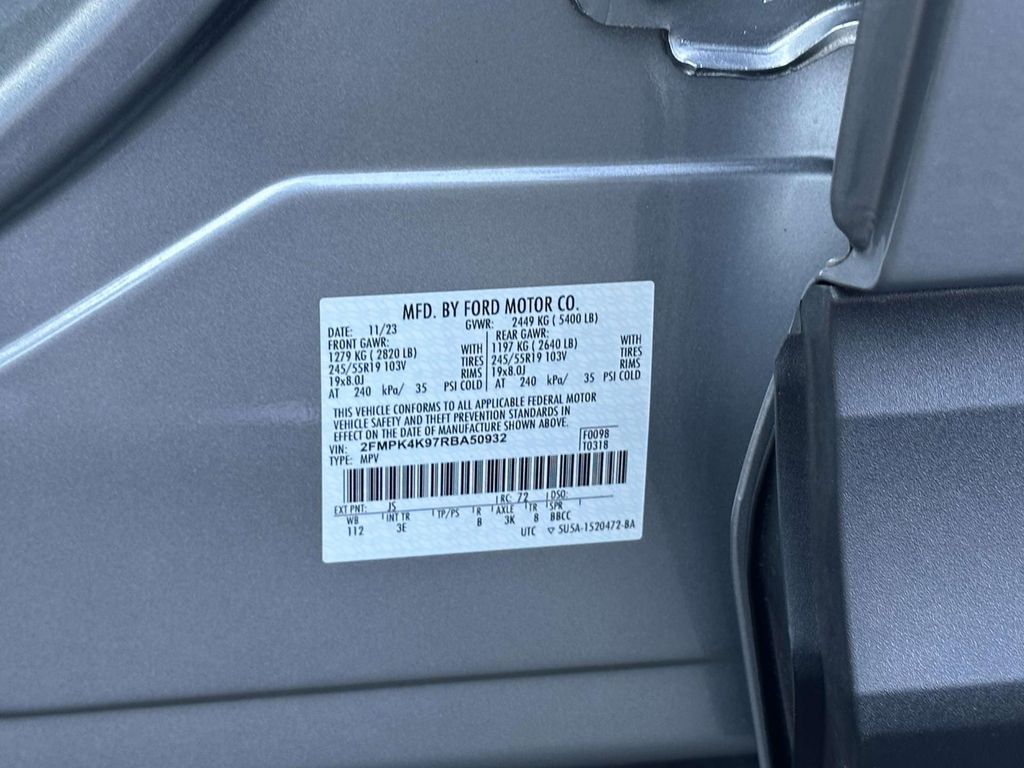 MFD. BY FORD MOTOR CO.
DATE: 11/23 GVWR: 2449 KG ( 5400 LB)
FRONT GAWR: REAR GAWR:
1279 KG ( 2820 LB) WITH 1197 KG ( 2640 LB) WITH
245/55R19 103V TIRES 245/55R19 103V TIRES
19x8.0J RIMS 19x8.0J RIMS
AT 240 kPa/ 35 PSI COLD AT 240 kPa/ 35 PSI COLD
THIS VEHICLE CONFORMS TO ALL APPLICABLE FEDERAL MOTOR
VEHICLE SAFETY AND THEFT PREVENTION STANDARDS IN
EFFECT ON THE DATE OF MANUFACTURE SHOWN ABOVE.
VIN: 2FMPK4K97RBA50932 F0098
TYPE: MPV T0318
EXT PNT: JS RC: 72 DSO:
WB INT TR TP/PS R AXLE TR SPR
112 3E B 3K 8 BBCC
UTC ▽ SU5A-1520472-BA